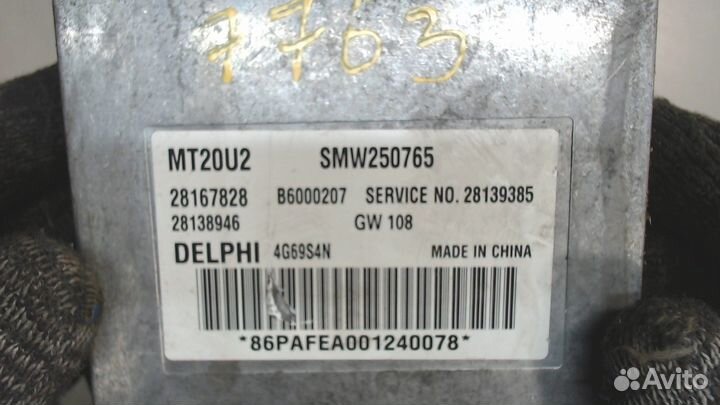 7763
MT20U2 SMW250765
28167828 B6000207 SERVICE NO. 28139385
28138946 GW 108
DELPHI 4G69S4N MADE IN CHINA
*86PAFEA001240078*
Avito